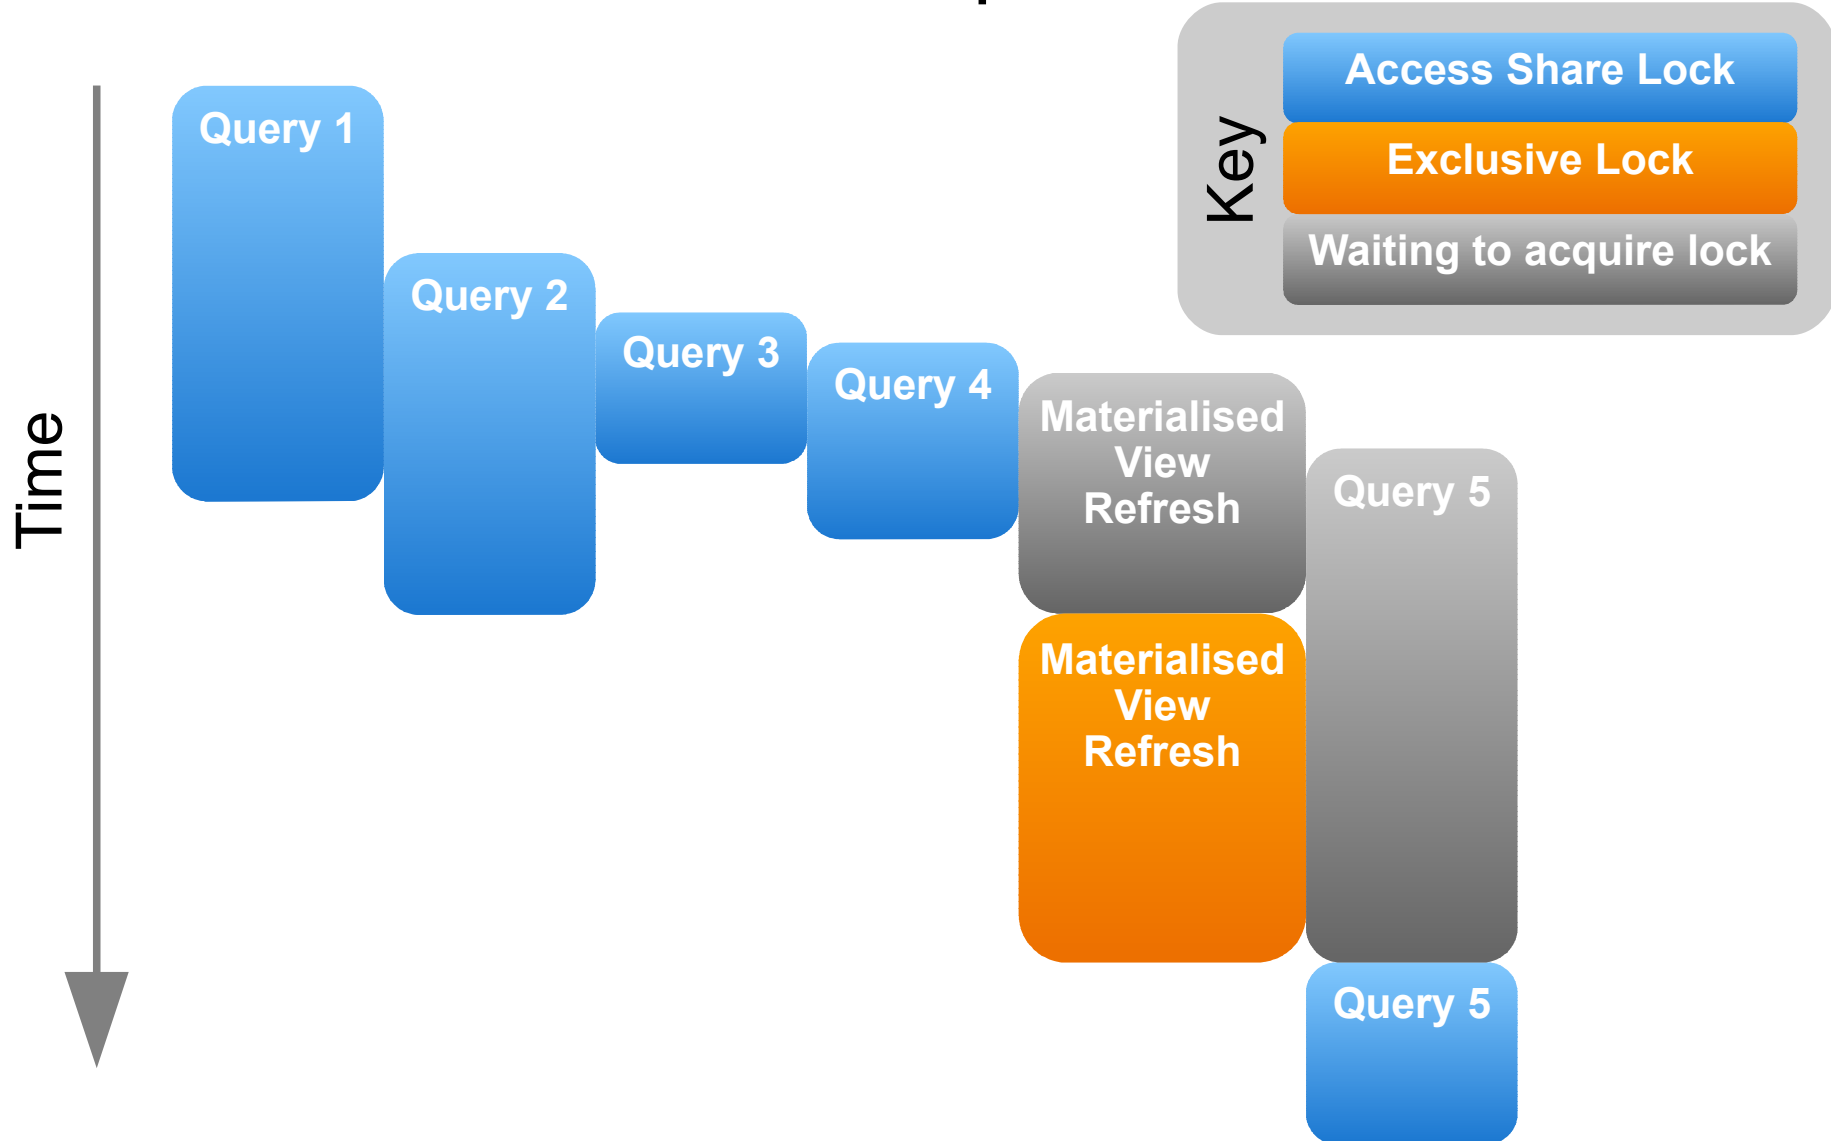 Key
Access Share Lock
Exclusive Lock
Waiting to acquire lock
Time
Query 1
Query 2
Query 3
Query 4
Materialised
View
Refresh
Query 5
Materialised
View
Refresh
Query 5